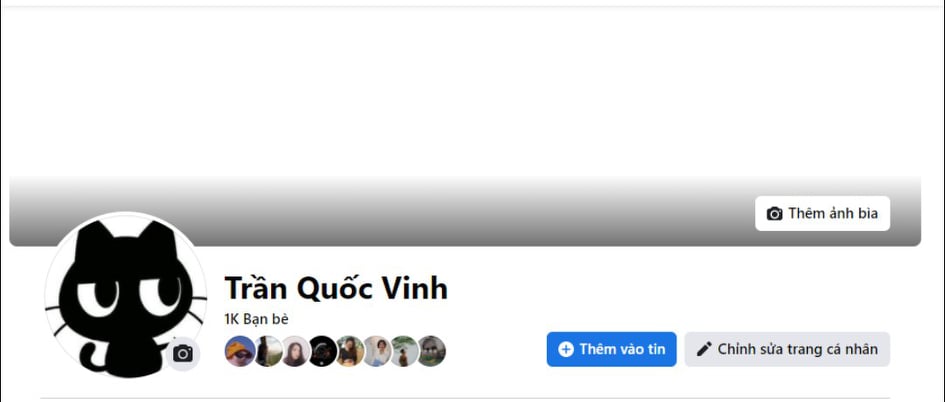 Thêm ảnh bìa
Trần Quốc Vinh
1K Bạn bè
Thêm vào tin
Chỉnh sửa trang cá nhân